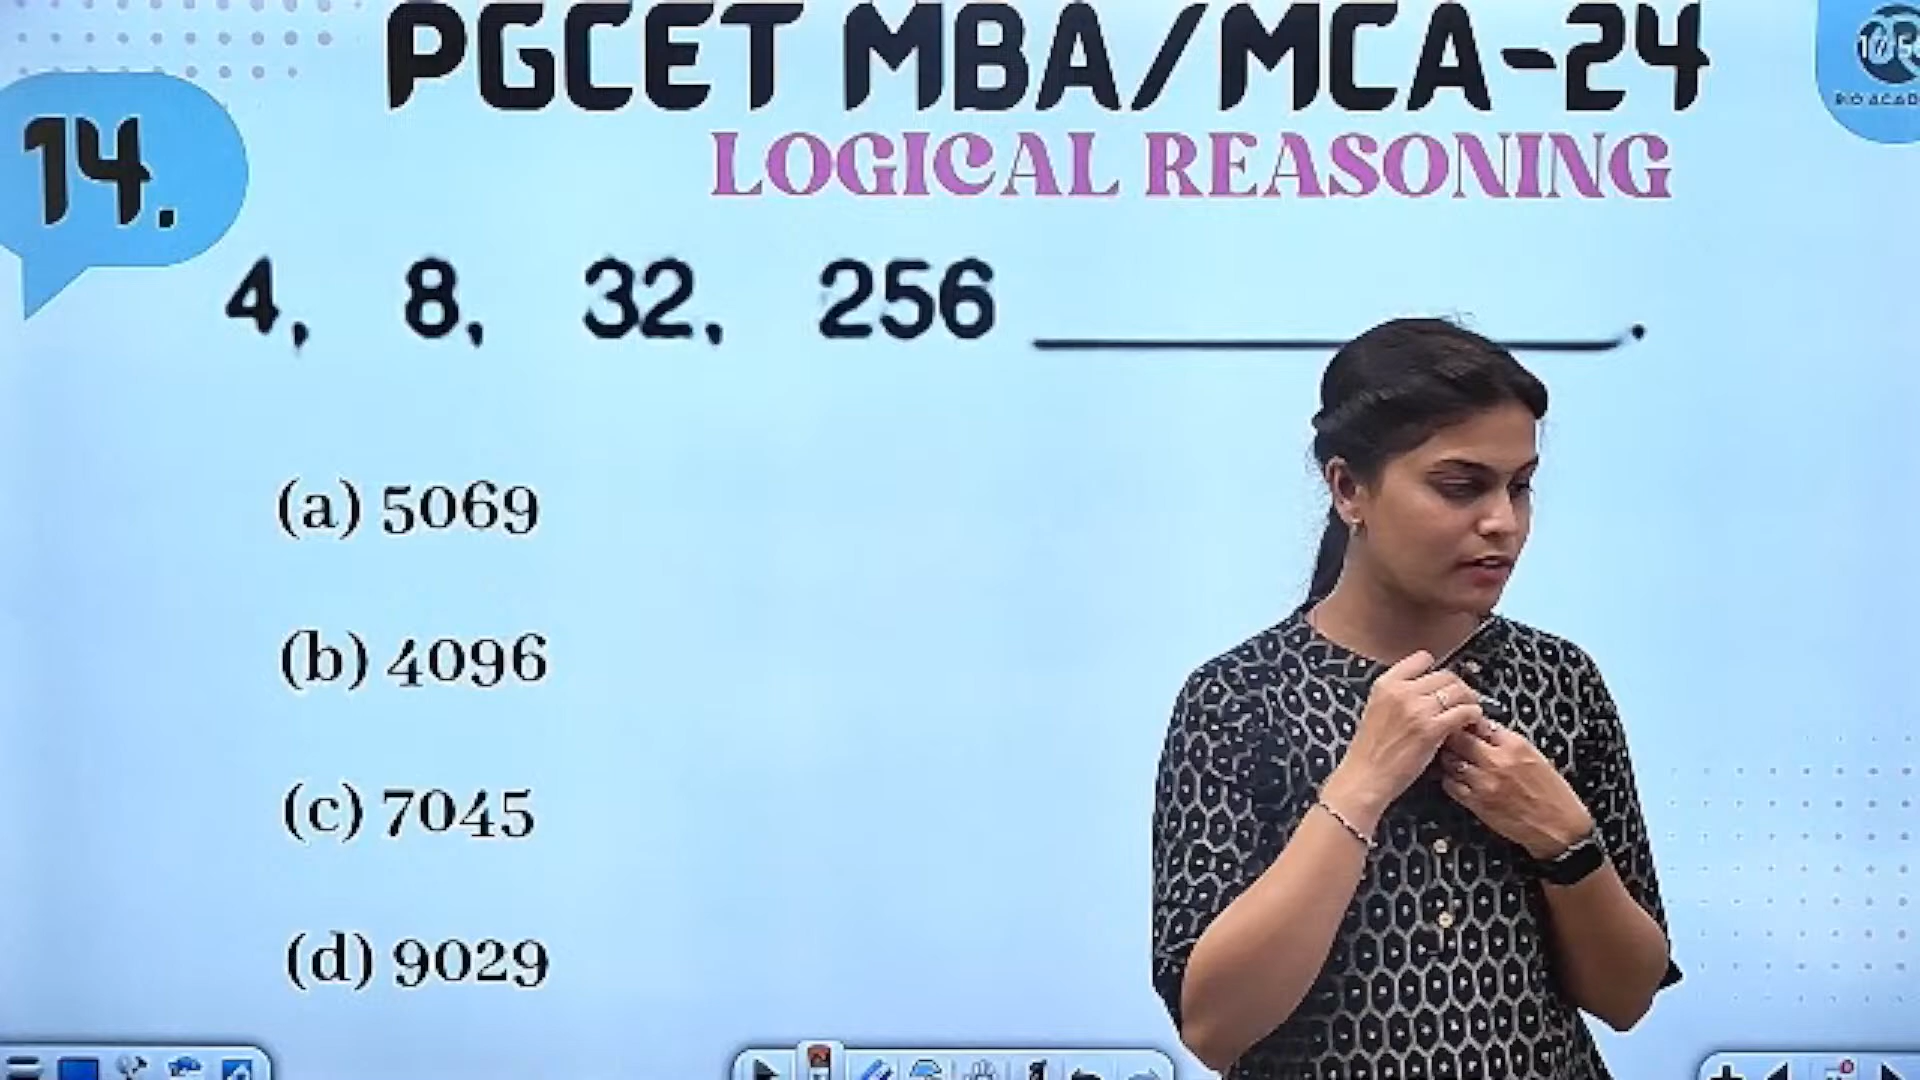 PGCET MBA/MCA-24
LOGICAL REASONING
14.
4, 8, 32, 256 ________.
(a) 5069
(b) 4096
(c) 7045
(d) 9029